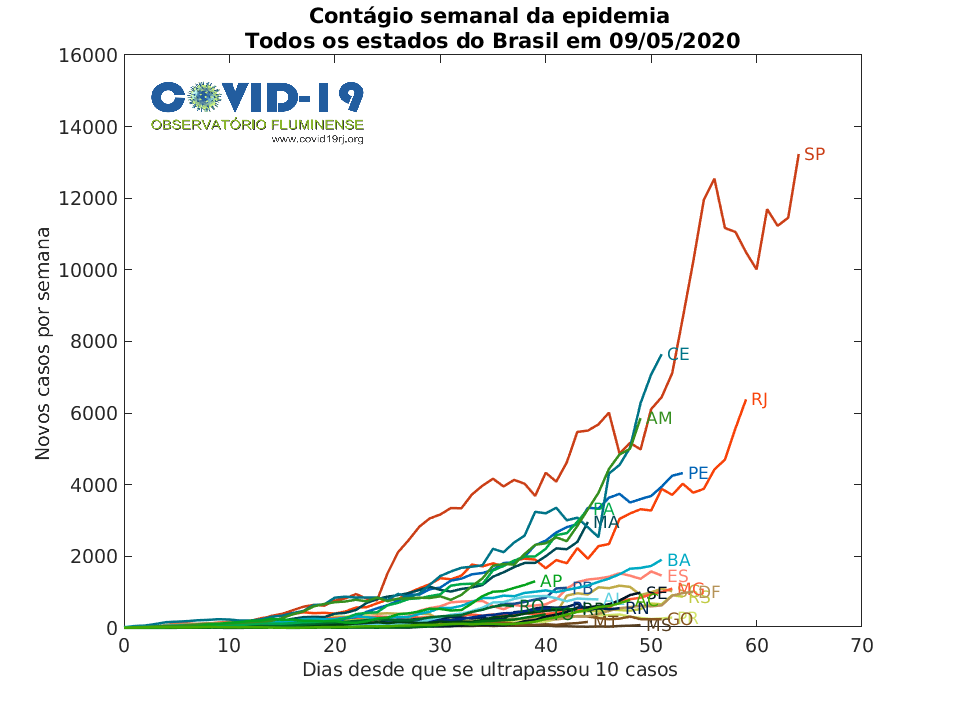 Contágio semanal da epidemia
Todos os estados do Brasil em 09/05/2020
16000
14000
12000
10000
8000
6000
4000
2000
0
Novos casos por semana
COVID-19
OBSERVATÓRIO FLUMINENSE
www.covid19rj.org
SP
CE
RJ
AM
PE
PA
MA
BA
ES
AP
PB
AL
SE
MG
DF
RS
AC
RO
RR
RN
GO
MT
MS
0 10 20 30 40 50 60 70
Dias desde que se ultrapassou 10 casos